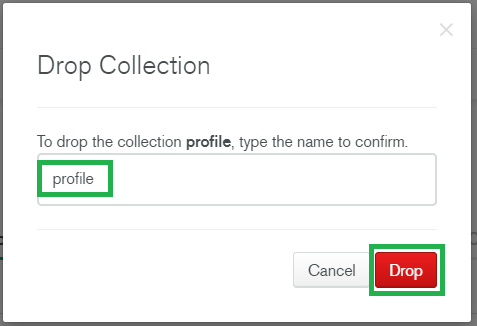 Drop Collection
To drop the collection profile, type the name to confirm.
profile
Cancel
Drop